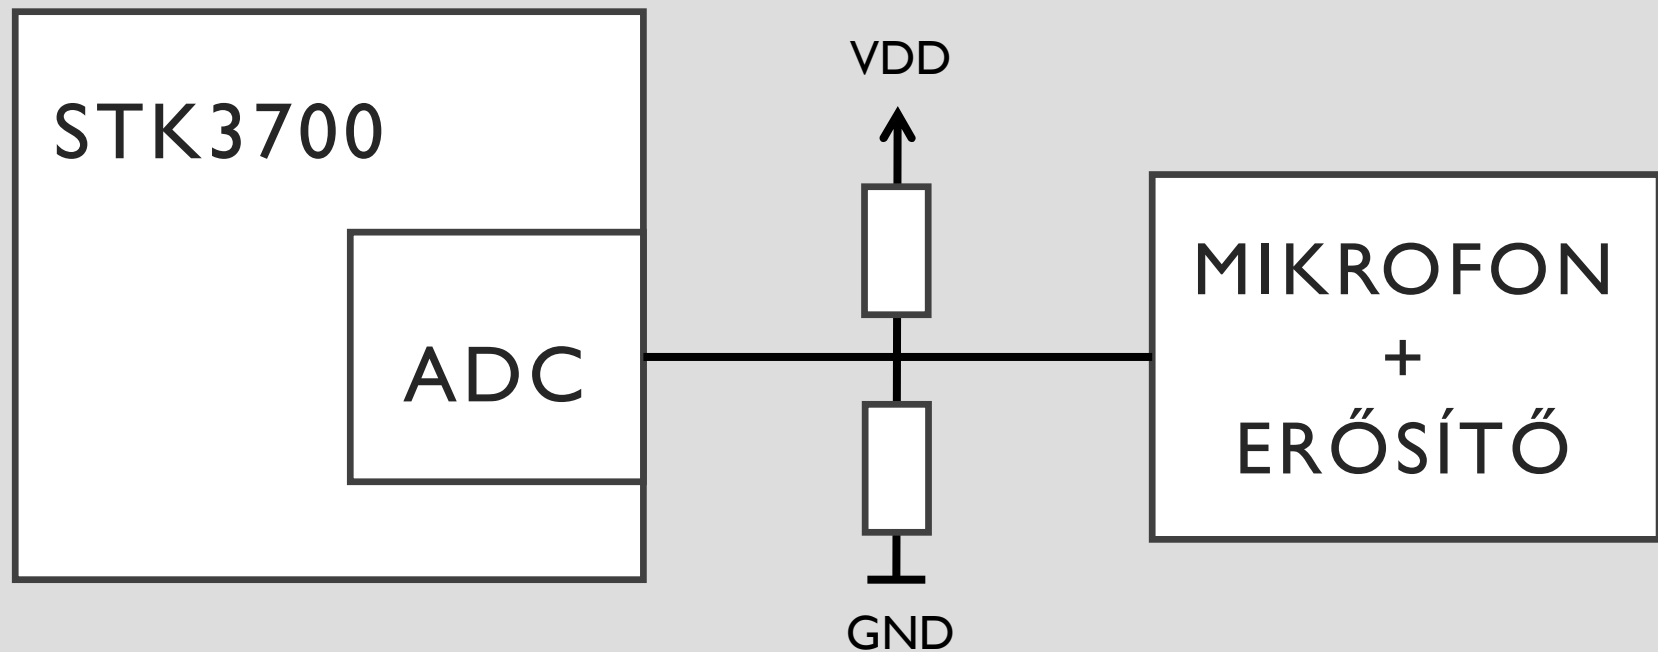 STK3700
ADC
VDD
GND
MIKROFON
+
ERŐSÍTŐ